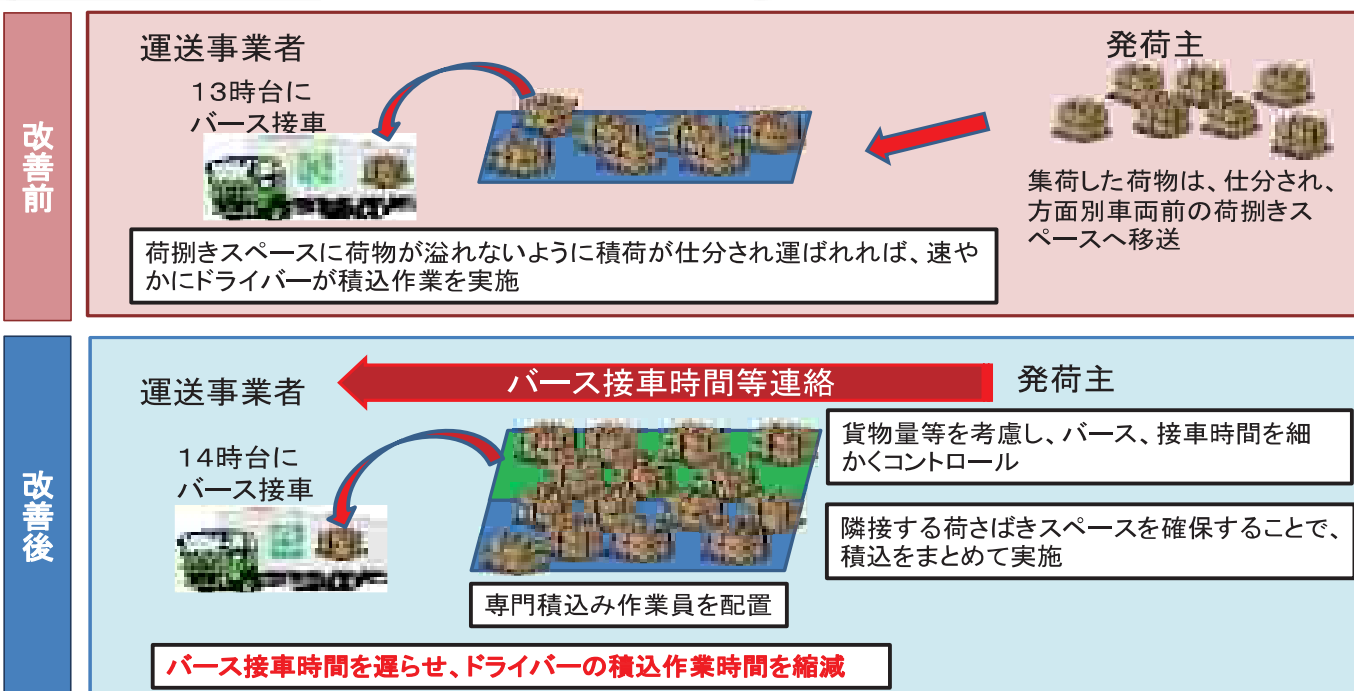 改善前
運送事業者
13時台に
バース接車
発荷主
集荷した荷物は、仕分され、
方面別車両前の荷捌きス
ペースへ移送
荷捌きスペースに荷物が溢れないように積荷が仕分され運ばれれば、速や
かにドライバーが積込作業を実施
改善後
運送事業者
バース接車時間等連絡
発荷主
14時台に
バース接車
貨物量等を考慮し、バース、接車時間を細
かくコントロール
隣接する荷さばきスペースを確保することで、
積込をまとめて実施
専門積込み作業員を配置
バース接車時間を遅らせ、ドライバーの積込作業時間を縮減